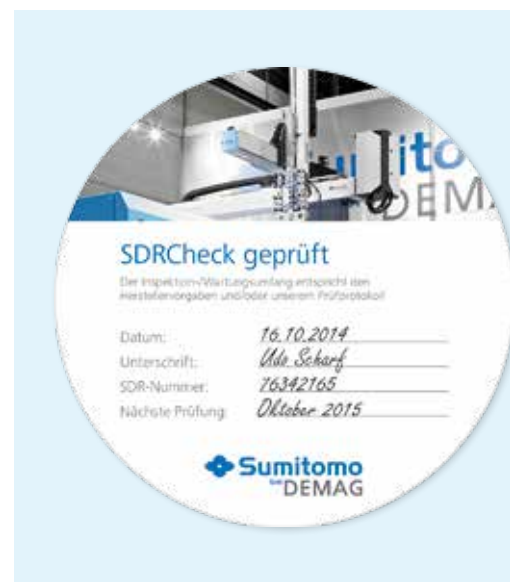 umito
DEMA
SDRCheck geprüft
Der Inspektion-/Wartungsumfang entspricht den
Herstellervorgaben und/oder unserem Prüfprotokoll
Datum: 16.10.2014
Unterschrift: Udo Scharf
SDR-Nummer: 76342165
Nächste Prüfung: Oktober 2015
Sumitomo
DEMAG